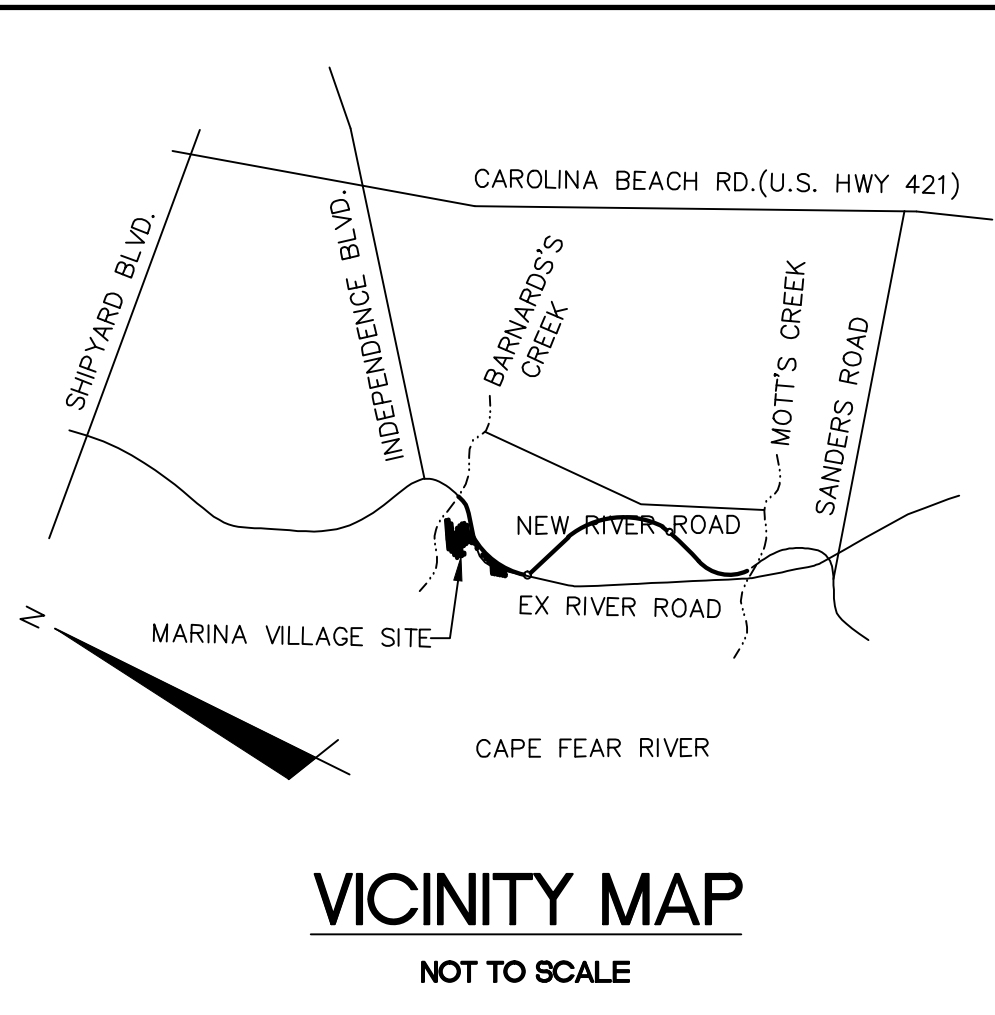 CAROLINA BEACH RD.(U.S. HWY 421)
SHIPYARD BLVD.
INDEPENDENCE BLVD.
BARNARDS'S
CREEK
MOTT'S CREEK
SANDERS ROAD
NEW RIVER ROAD
EX RIVER ROAD
N
MARINA VILLAGE SITE
CAPE FEAR RIVER
VICINITY MAP
NOT TO SCALE